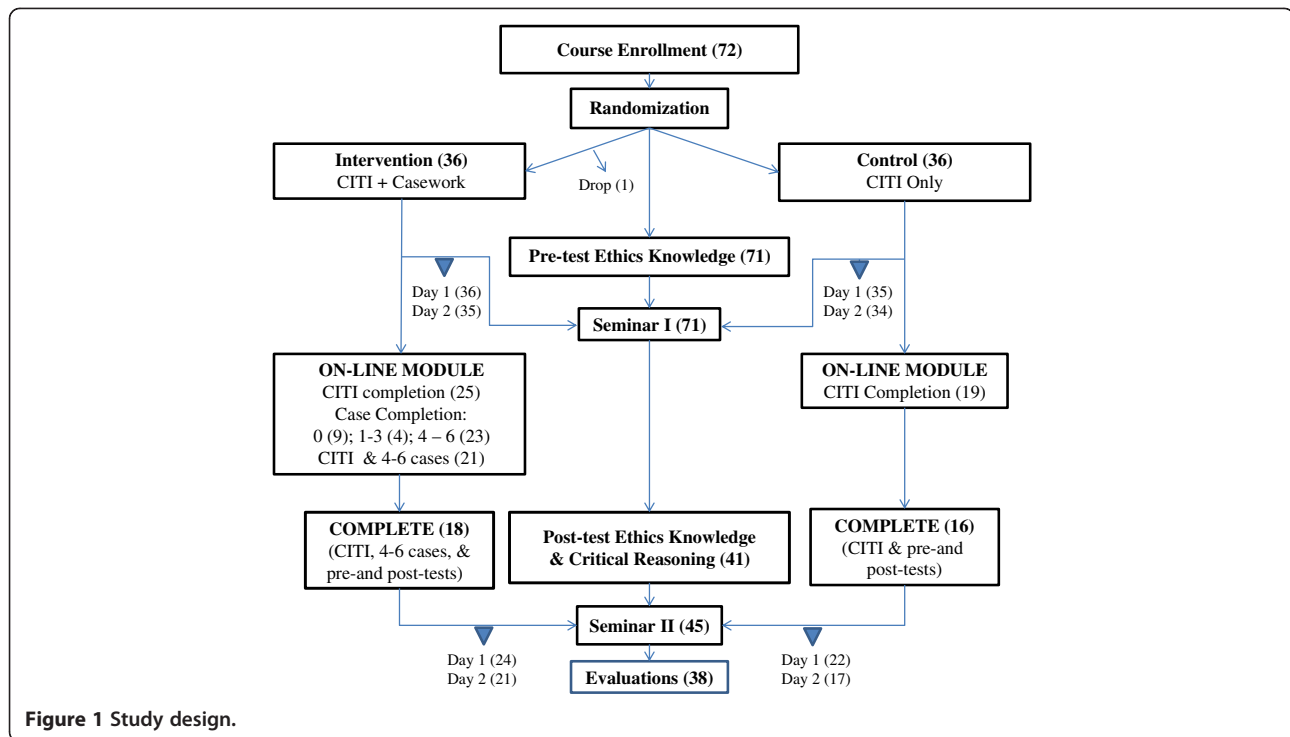 Course Enrollment (72)
Randomization
Intervention (36)
CITI + Casework
Drop (1)
Control (36)
CITI Only
Pre-test Ethics Knowledge (71)
Day 1 (36)
Day 2 (35)
Day 1 (35)
Day 2 (34)
Seminar I (71)
ON-LINE MODULE
CITI completion (25)
Case Completion:
0 (9); 1-3 (4); 4 – 6 (23)
CITI & 4-6 cases (21)
ON-LINE MODULE
CITI Completion (19)
COMPLETE (18)
(CITI, 4-6 cases, &
pre-and post-tests)
Post-test Ethics Knowledge
& Critical Reasoning (41)
COMPLETE (16)
(CITI & pre-and
post-tests)
Seminar II (45)
Day 1 (24)
Day 2 (21)
Day 1 (22)
Day 2 (17)
Evaluations (38)
Figure 1 Study design.